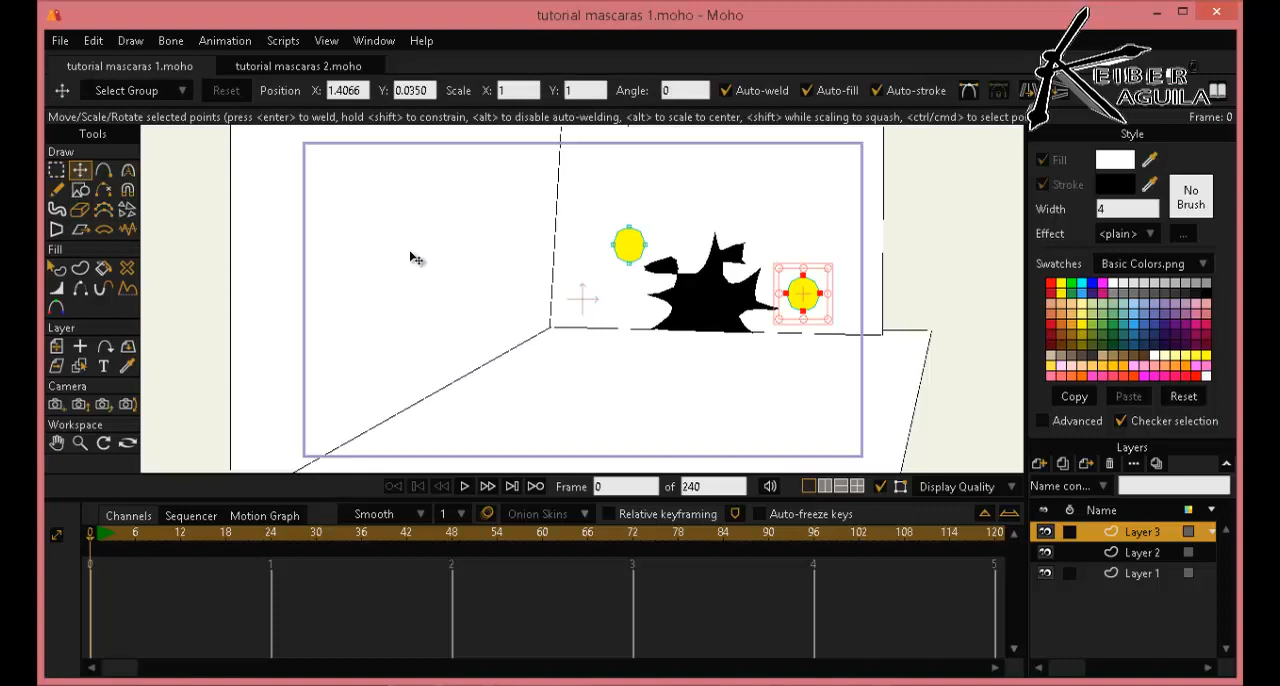 tutorial mascaras 1.moho - Moho
File Edit Draw Bone Animation Scripts View Window Help
EIBER
AGUILA
tutorial mascaras 1.moho tutorial mascaras 2.moho
Select Group Reset Position X: 1.4066 Y: 0.0350 Scale X: 1 Y: 1 Angle: 0 Auto-weld Auto-fill Auto-stroke
Move/Scale/Rotate selected points (press <enter> to weld, hold <shift> to constrain, <alt> to disable auto-welding, <alt> to scale to center, <shift> while scaling to squash, <ctrl/cmd> to select poin Frame: 0
Tools
Draw
Fill
Layer
Camera
Workspace
Style
Fill
Stroke
No
Brush
Width 4
Effect <plain> ...
Swatches Basic Colors.png
Copy Paste Reset
Advanced Checker selection
Layers
Name con...
Name
Layer 3
Layer 2
Layer 1
Frame 0 of 240 Display Quality
Channels Sequencer Motion Graph Smooth 1 Onion Skins Relative keyframing Auto-freeze keys
0 6 12 18 24 30 36 42 48 54 60 66 72 78 84 90 96 102 108 114 120
0 1 2 3 4 5